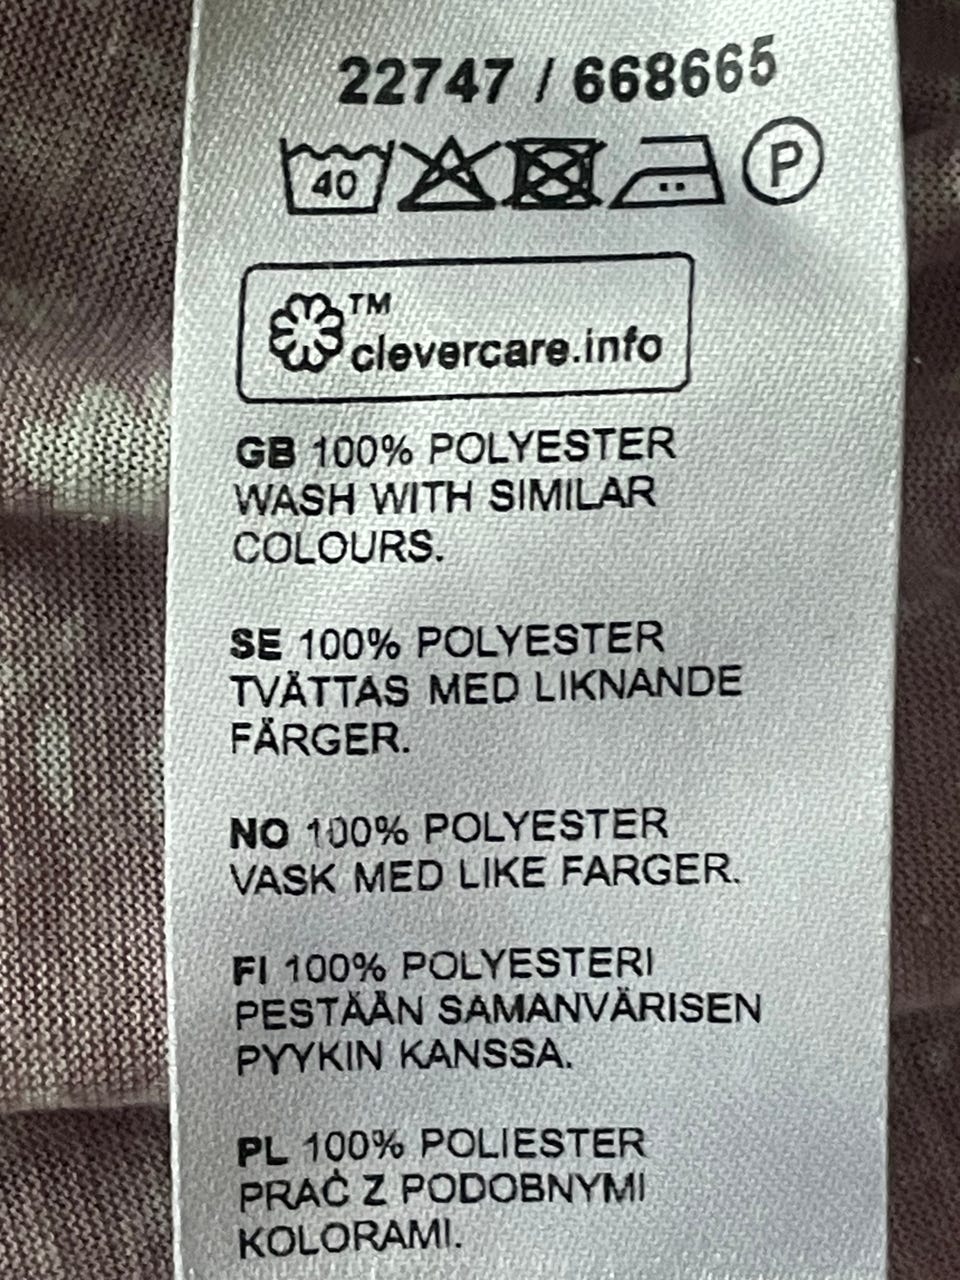 22747 / 668665
40 P
TM
clevercare.info
GB 100% POLYESTER
WASH WITH SIMILAR
COLOURS.
SE 100% POLYESTER
TVÄTTAS MED LIKNANDE
FÄRGER.
NO 100% POLYESTER
VASK MED LIKE FARGER.
FI 100% POLYESTERI
PESTÄÄN SAMANVÄRISEN
PYYKIN KANSSA.
PL 100% POLIESTER
PRAĆ Z PODOBNYMI
KOLORAMI.